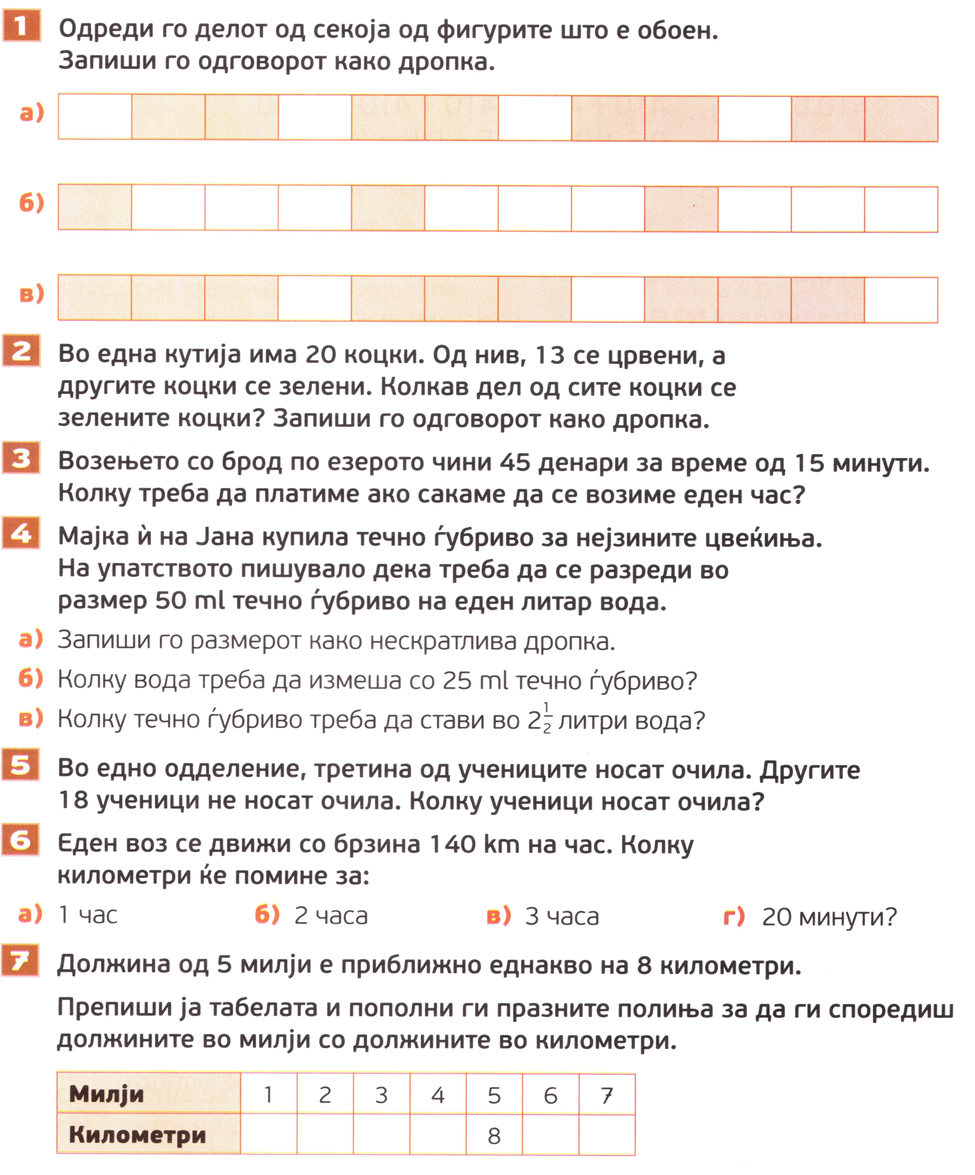 1 Одреди го делот од секоја од фигурите што е обоен.
Запиши го одговорот како дропка.
а)
б)
в)
2 Во една кутија има 20 коцки. Од нив, 13 се црвени, а
другите коцки се зелени. Колкав дел од сите коцки се
зелените коцки? Запиши го одговорот како дропка.
3 Возењето со брод по езерото чини 45 денари за време од 15 минути.
Колку треба да платиме ако сакаме да се возиме еден час?
4 Мајка ѝ на Јана купила течно ѓубриво за нејзините цвеќиња.
На упатството пишувало дека треба да се разреди во
размер 50 ml течно ѓубриво на еден литар вода.
а) Запиши го размерот како нескратлива дропка.
б) Колку вода треба да измеша со 25 ml течно ѓубриво?
в) Колку течно ѓубриво треба да стави во 2 1/2 литри вода?
5 Во едно одделение, третина од учениците носат очила. Другите
18 ученици не носат очила. Колку ученици носат очила?
6 Еден воз се движи со брзина 140 km на час. Колку
километри ќе помине за:
а) 1 час б) 2 часа в) 3 часа г) 20 минути?
7 Должина од 5 милји е приближно еднакво на 8 километри.
Препиши ја табелата и пополни ги празните полиња за да ги споредиш
должините во милји со должините во километри.
Милји 1 2 3 4 5 6 7
Километри 8